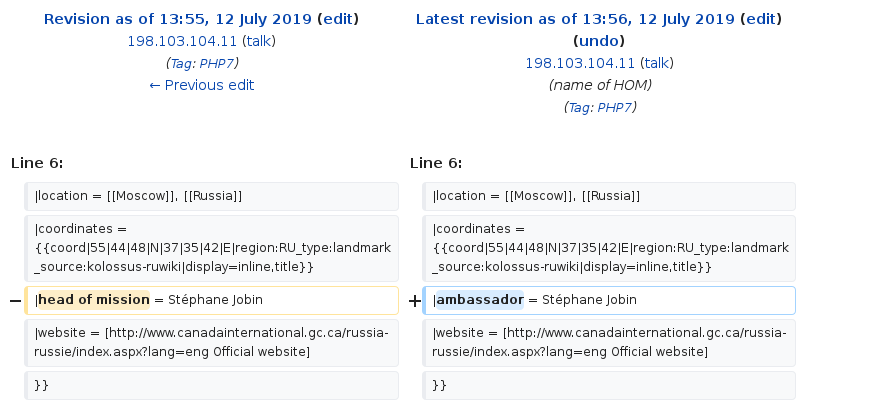 Revision as of 13:55, 12 July 2019 (edit)
198.103.104.11 (talk)
(Tag: PHP7)
← Previous edit
Latest revision as of 13:56, 12 July 2019 (edit)
(undo)
198.103.104.11 (talk)
(name of HOM)
(Tag: PHP7)
Line 6:
|location = [[Moscow]], [[Russia]]
|coordinates =
{{coord|55|44|48|N|37|35|42|E|region:RU_type:landmark
_source:kolossus-ruwiki|display=inline,title}}
− |head of mission = Stéphane Jobin
|website = [http://www.canadainternational.gc.ca/russia-
russie/index.aspx?lang=eng Official website]
}}
Line 6:
|location = [[Moscow]], [[Russia]]
|coordinates =
{{coord|55|44|48|N|37|35|42|E|region:RU_type:landmark
_source:kolossus-ruwiki|display=inline,title}}
+ |ambassador = Stéphane Jobin
|website = [http://www.canadainternational.gc.ca/russia-
russie/index.aspx?lang=eng Official website]
}}